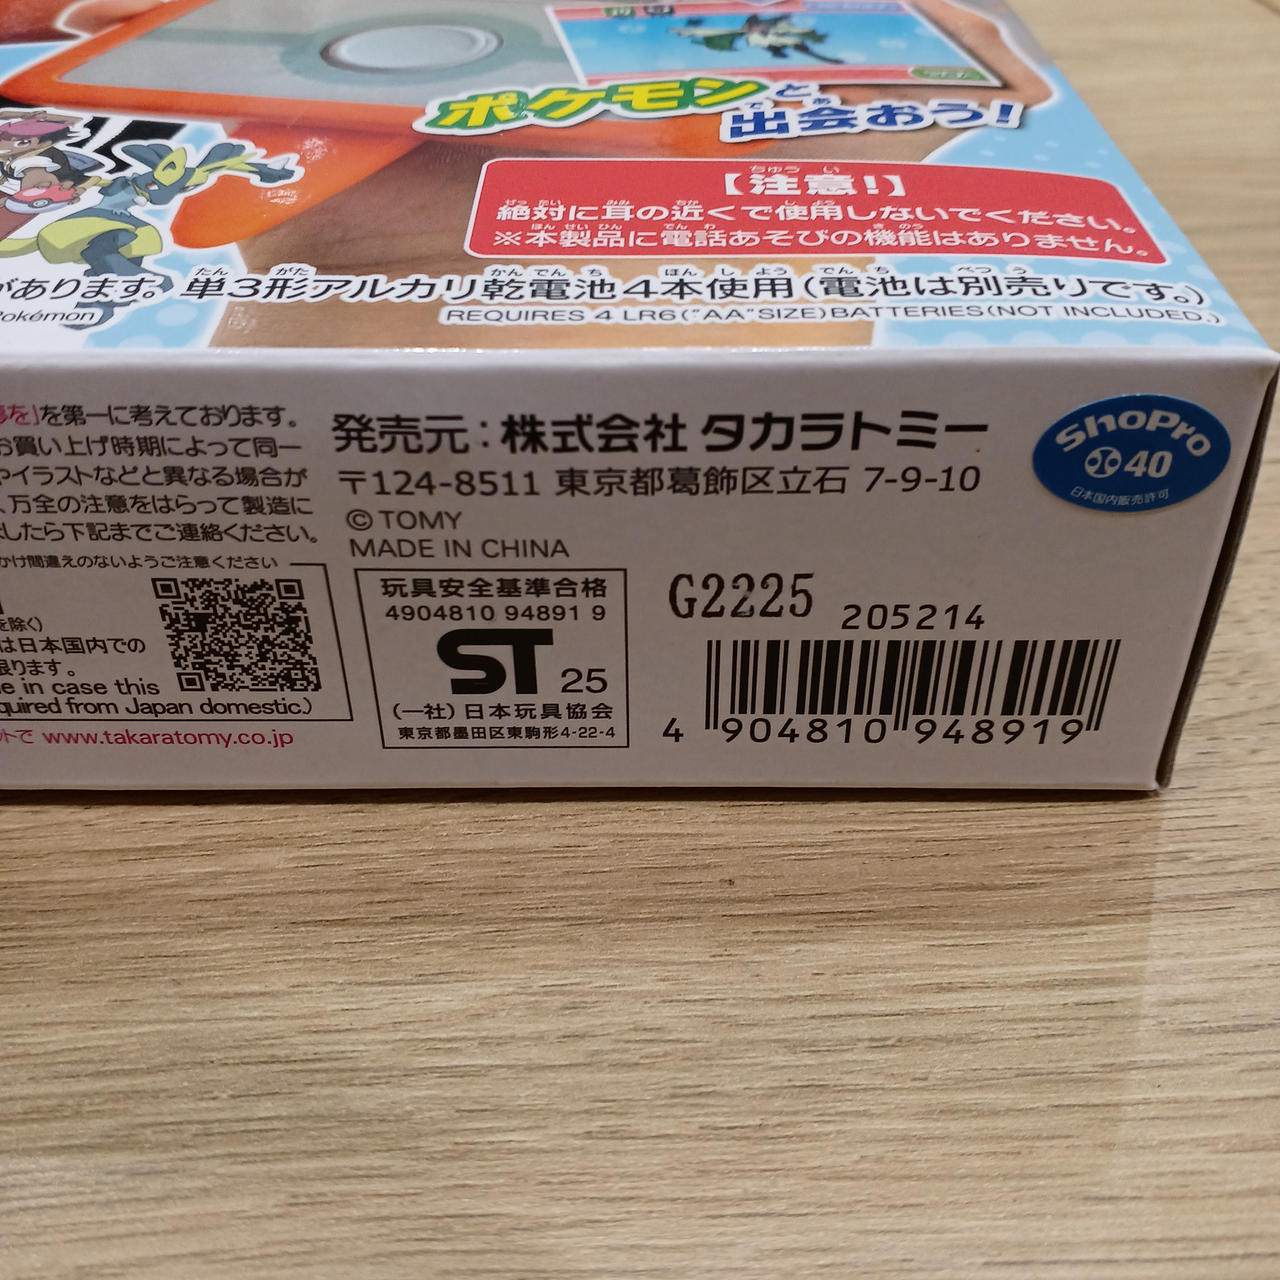 ポケモンと
出会おう!
【注意!】
絶対に耳の近くで使用しないでください。
※本製品に電話あそびの機能はありません。
があります。単3形アルカリ乾電池4本使用(電池は別売りです。)
Pokémon
REQUIRES 4 LR6("AA"SIZE)BATTERIES(NOT INCLUDED.)
を」を第一に考えております。
お買い上げ時期によって同一
やイラストなどと異なる場合が
、万全の注意をはらって製造に
したら下記までご連絡ください。
かけ間違えのないようご注意ください
を除く)
は日本国内での
限ります。
e in case this
quired from Japan domestic.)
www.takaratomy.co.jp
発売元:株式会社 タカラトミー
〒124-8511 東京都葛飾区立石 7-9-10
© TOMY
MADE IN CHINA
玩具安全基準合格
4904810 94891 9
ST 25
(一社)日本玩具協会
東京都墨田区東駒形4-22-4
G2225
205214
4 904810 948919
ShoPro
40
日本国内販売許可